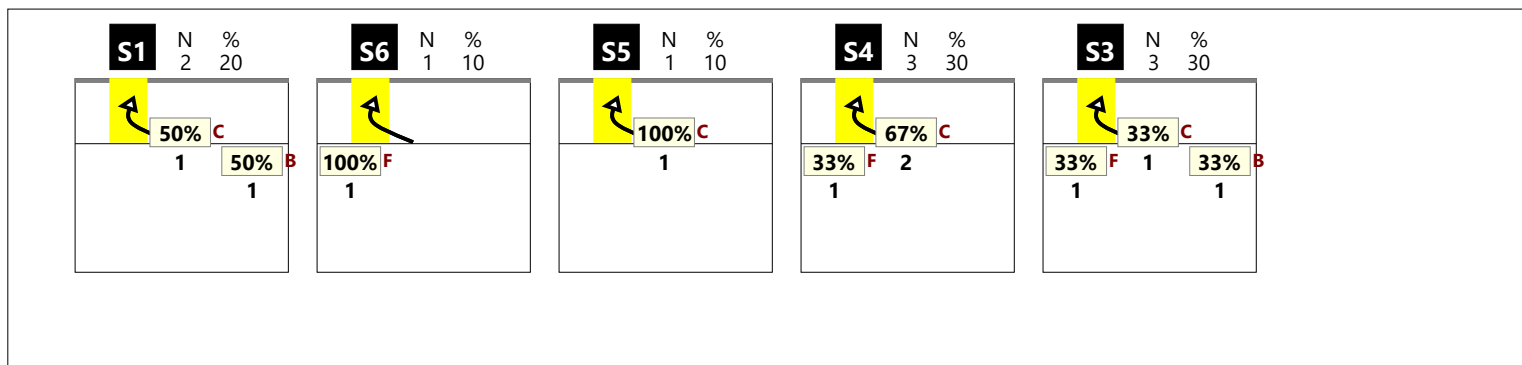 S1 N % S6 N % S5 N % S4 N % S3 N %
2 20 1 10 1 10 3 30 3 30
50% C 100% C 67% C 33% C
1 50% B 100% F 1 33% F 2 33% F 1 33% B
1 1 1 1 1